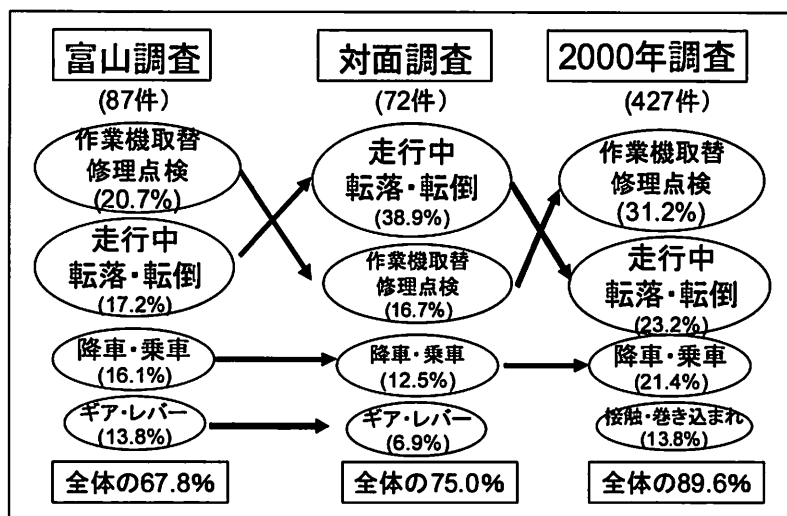 富山調査
(87件)
作業機取替
修理点検
(20.7%)
走行中
転落・転倒
(17.2%)
降車・乗車
(16.1%)
ギア・レバー
(13.8%)
全体の67.8%
対面調査
(72件)
走行中
転落・転倒
(38.9%)
作業機取替
修理点検
(16.7%)
降車・乗車
(12.5%)
ギア・レバー
(6.9%)
全体の75.0%
2000年調査
(427件)
作業機取替
修理点検
(31.2%)
走行中
転落・転倒
(23.2%)
降車・乗車
(21.4%)
接触・巻き込まれ
(13.8%)
全体の89.6%